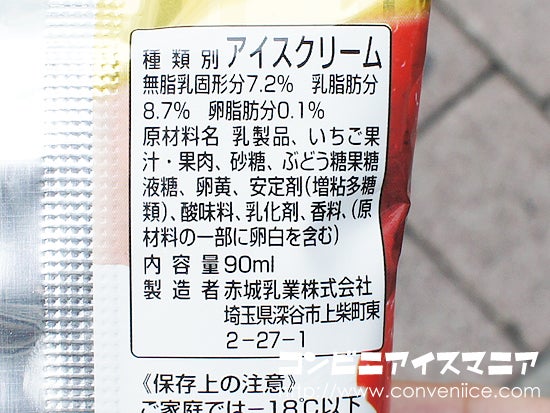 種類別 アイスクリーム
無脂乳固形分7.2% 乳脂肪分
8.7% 卵脂肪分0.1%
原材料名 乳製品、いちご果
汁・果肉、砂糖、ぶどう糖果糖
液糖、卵黄、安定剤(増粘多糖
類)、酸味料、乳化剤、香料、(原
材料の一部に卵白を含む)
内容量 90ml
製造者 赤城乳業株式会社
埼玉県深谷市上柴町東
2-27-1
コンビニアイスマニア
《保存上の注意》
http://www.conveniice.com/
ご家庭では-18℃以下